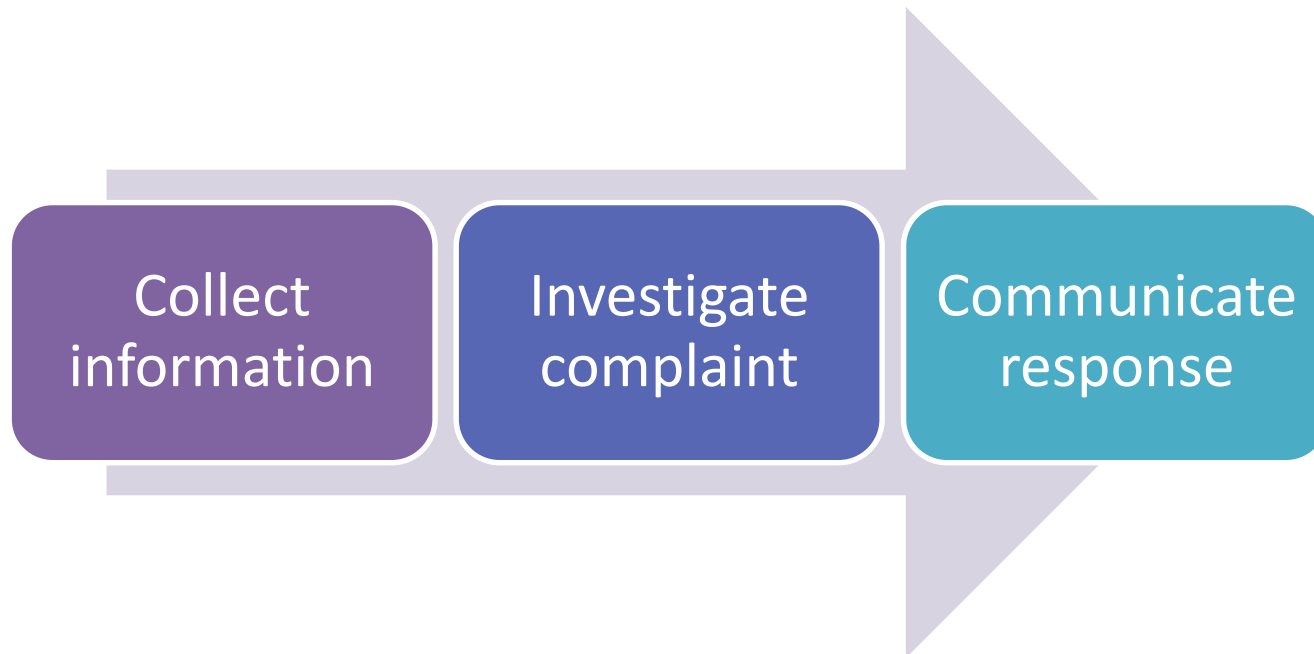 Collect
information
Investigate
complaint
Communicate
response